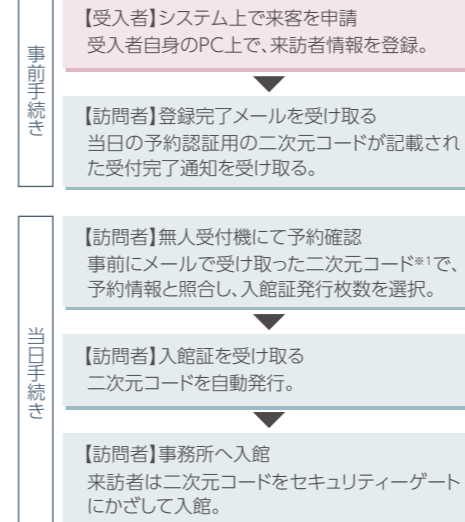 事前手続き
【受入者】システム上で来客を申請
受入者自身のPC上で、来訪者情報を登録。
【訪問者】登録完了メールを受け取る
当日の予約認証用の二次元コードが記載され
た受付完了通知を受け取る。
当日手続き
【訪問者】無人受付機にて予約確認
事前にメールで受け取った二次元コード※1で、
予約情報と照合し、入館証発行枚数を選択。
【訪問者】入館証を受け取る
二次元コードを自動発行。
【訪問者】事務所へ入館
来訪者は二次元コードをセキュリティーゲート
にかざして入館。